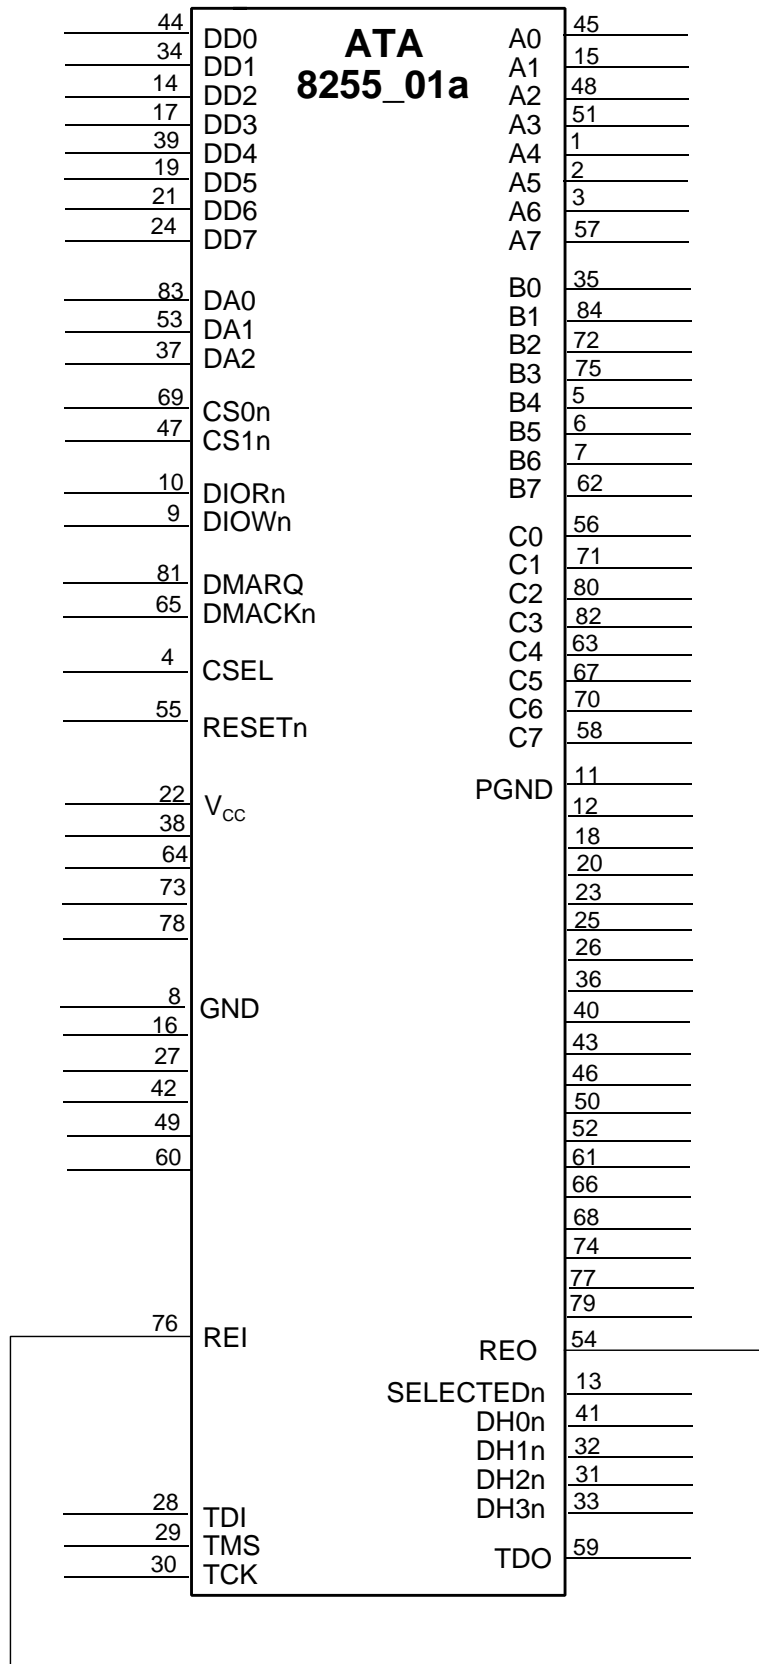 ATA
8255_01a
44 DD0 A0 45
34 DD1 A1 15
14 DD2 A2 48
17 DD3 A3 51
39 DD4 A4 1
19 DD5 A5 2
21 DD6 A6 3
24 DD7 A7 57
B0 35
83 DA0 B1 84
53 DA1 B2 72
37 DA2 B3 75
69 CS0n B4 5
47 CS1n B5 6
B6 7
10 DIORn B7 62
9 DIOWn C0 56
C1 71
81 DMARQ C2 80
65 DMACKn C3 82
C4 63
4 CSEL C5 67
C6 70
55 RESETn C7 58
PGND 11
22 VCC 12
38 18
64 20
73 23
78 25
26
36
8 GND 40
16
27 43
42 46
49 50
52
60 61
66
68
74
77
79
76 REI REO 54
SELECTEDn 13
DH0n 41
DH1n 32
DH2n 31
28 TDI DH3n 33
29 TMS
30 TCK TDO 59